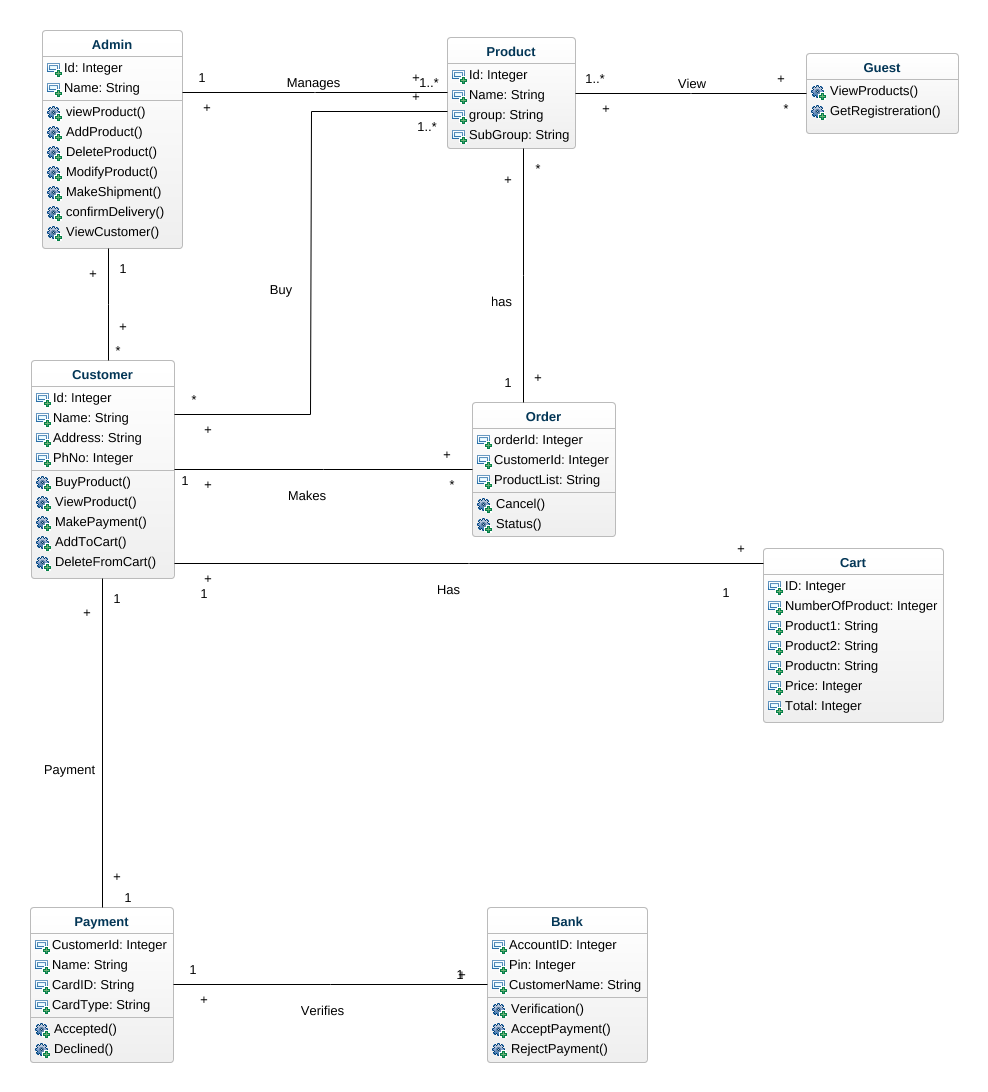 Admin
Id: Integer
Name: String
viewProduct()
AddProduct()
DeleteProduct()
ModifyProduct()
MakeShipment()
confirmDelivery()
ViewCustomer()
1
+
Manages
+
1..*
+
1..*
Product
Id: Integer
Name: String
group: String
SubGroup: String
1..*
+
View
+
*
Guest
ViewProducts()
GetRegistreration()
+
1
+
*
Buy
+
*
has
1
+
Customer
Id: Integer
Name: String
Address: String
PhNo: Integer
BuyProduct()
ViewProduct()
MakePayment()
AddToCart()
DeleteFromCart()
*
+
1
+
Makes
+
*
Order
orderId: Integer
CustomerId: Integer
ProductList: String
Cancel()
Status()
+
1
Has
+
1
Cart
ID: Integer
NumberOfProduct: Integer
Product1: String
Product2: String
Productn: String
Price: Integer
Total: Integer
+
1
Payment
+
1
Payment
CustomerId: Integer
Name: String
CardID: String
CardType: String
Accepted()
Declined()
1
+
Verifies
1
+
Bank
AccountID: Integer
Pin: Integer
CustomerName: String
Verification()
AcceptPayment()
RejectPayment()